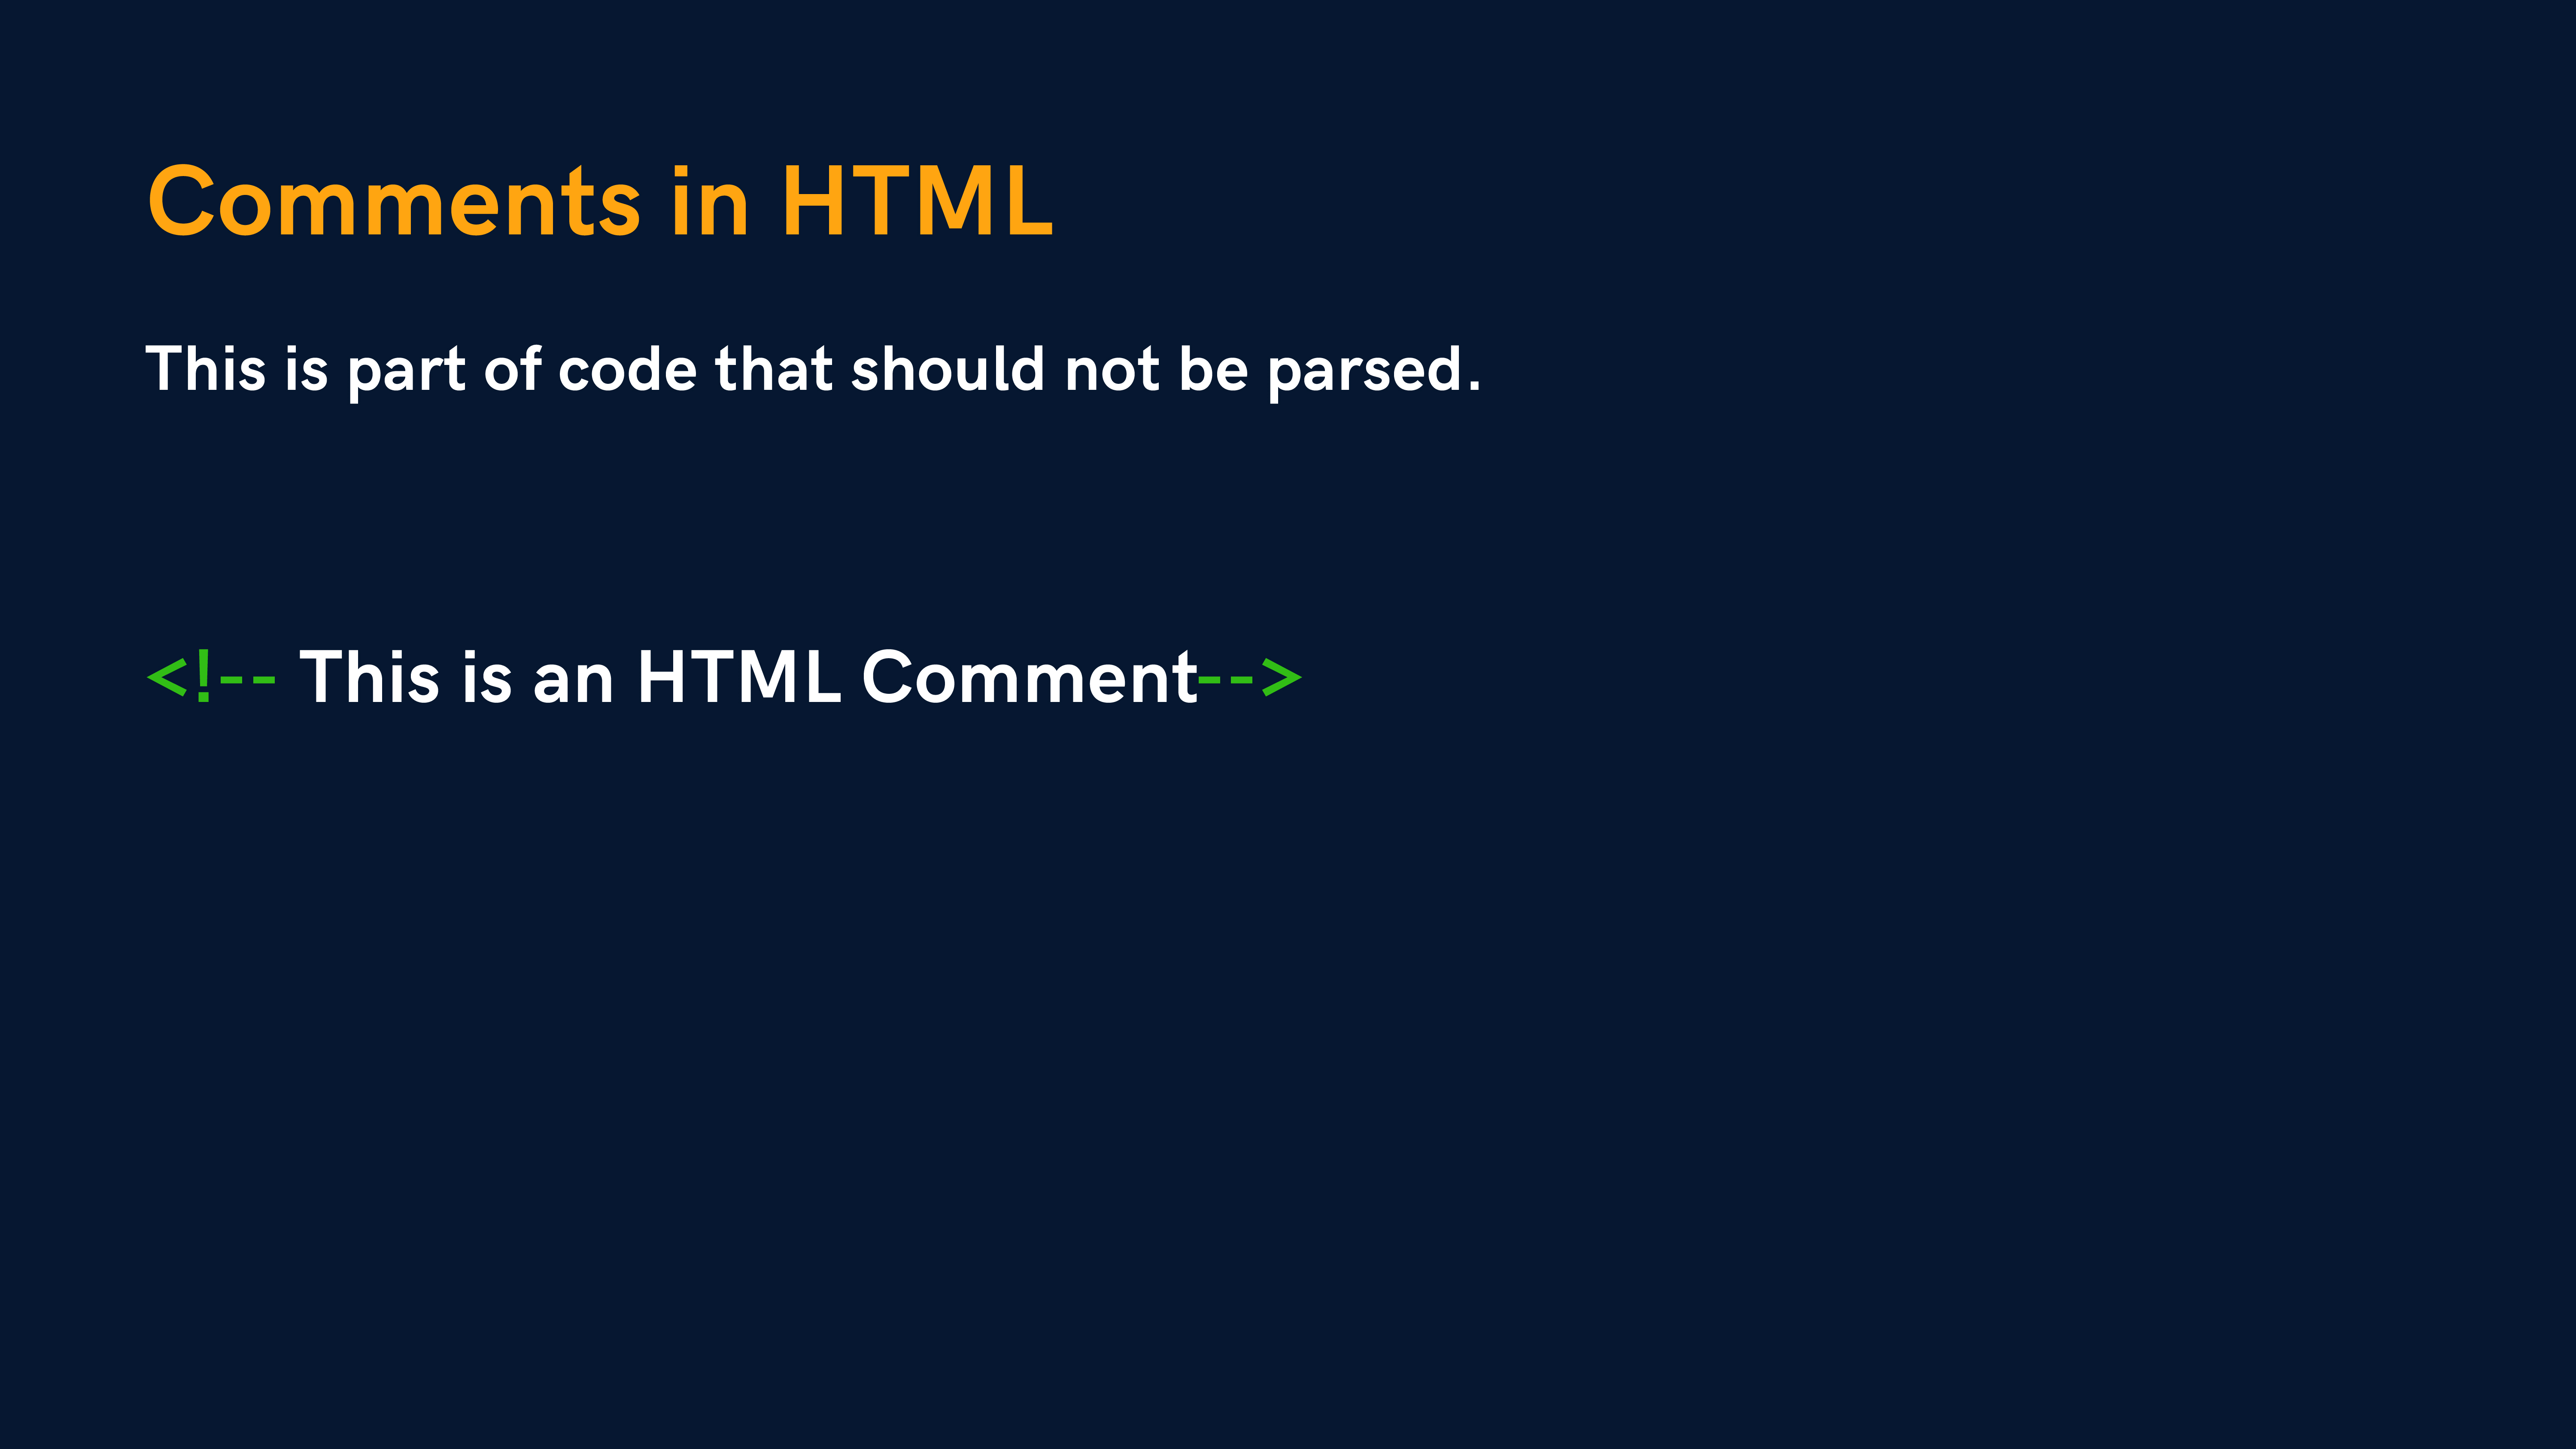 Comments in HTML
This is part of code that should not be parsed.
<!-- This is an HTML Comment-->